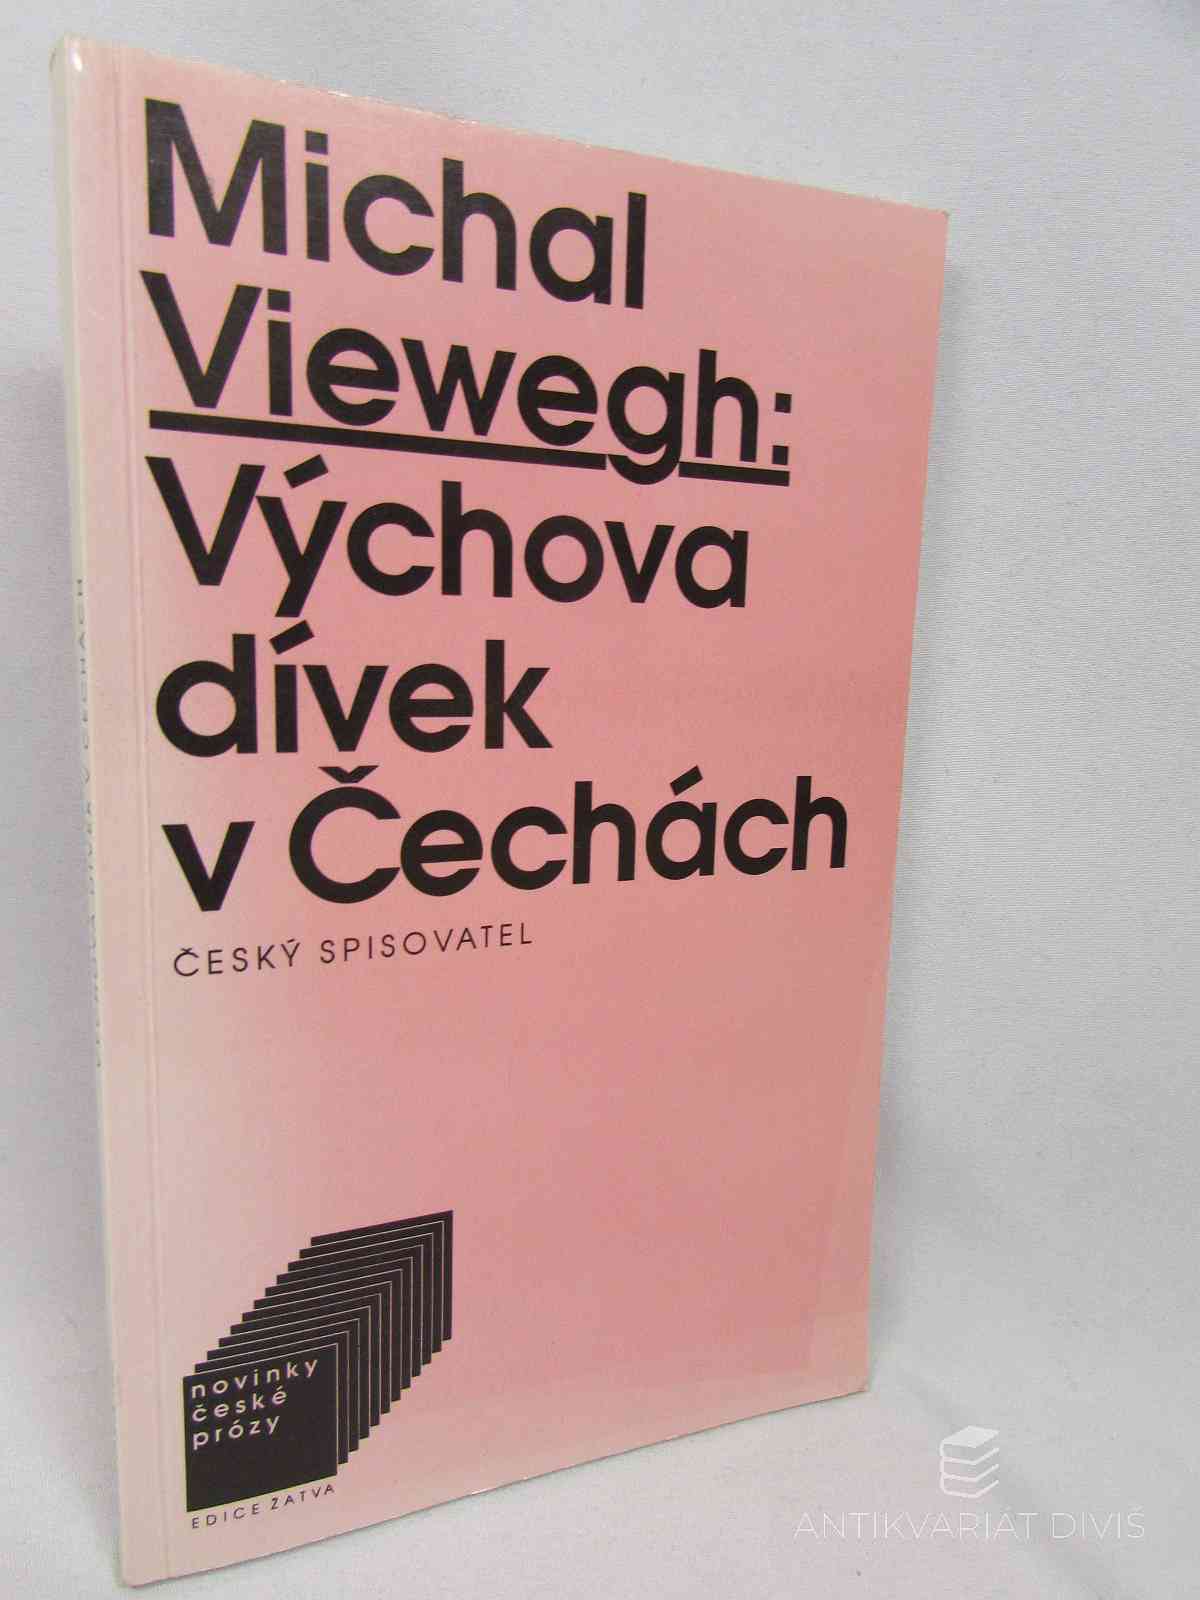 Michal
Viewegh:
Výchova
dívek
v Čechách
ČESKÝ SPISOVATEL
novinky
české
prózy
EDICE ŽATVA
ANTIKVARIÁT DIVIŠ